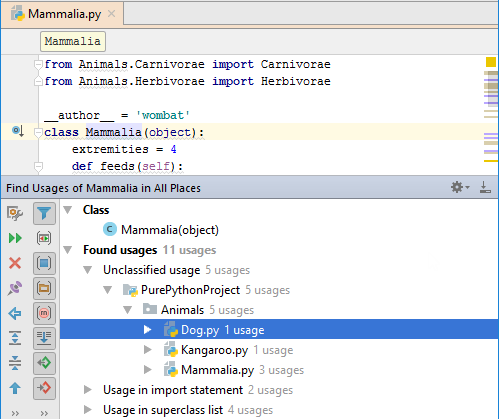 Mammalia.py
Mammalia
from Animals.Carnivorae import Carnivorae
from Animals.Herbivorae import Herbivorae
__author__ = 'wombat'
class Mammalia(object):
extremities = 4
def feeds(self):
Find Usages of Mammalia in All Places
Class
C Mammalia(object)
Found usages 11 usages
Unclassified usage 5 usages
PurePythonProject 5 usages
Animals 5 usages
Dog.py 1 usage
Kangaroo.py 1 usage
Mammalia.py 3 usages
Usage in import statement 2 usages
Usage in superclass list 4 usages